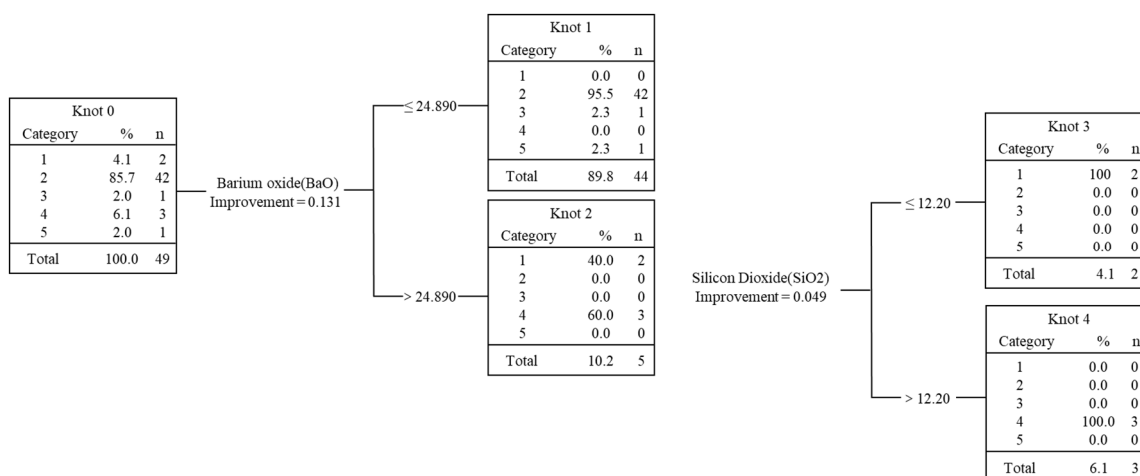 Knot 0
Category % n
1 4.1 2
2 85.7 42
3 2.0 1
4 6.1 3
5 2.0 1
Total 100.0 49
Barium oxide(BaO)
Improvement = 0.131
≤ 24.890
> 24.890
Knot 1
Category % n
1 0.0 0
2 95.5 42
3 2.3 1
4 0.0 0
5 2.3 1
Total 89.8 44
Knot 2
Category % n
1 40.0 2
2 0.0 0
3 0.0 0
4 60.0 3
5 0.0 0
Total 10.2 5
Silicon Dioxide(SiO2)
Improvement = 0.049
≤ 12.20
> 12.20
Knot 3
Category % n
1 100 2
2 0.0 0
3 0.0 0
4 0.0 0
5 0.0 0
Total 4.1 2
Knot 4
Category % n
1 0.0 0
2 0.0 0
3 0.0 0
4 100.0 3
5 0.0 0
Total 6.1 3